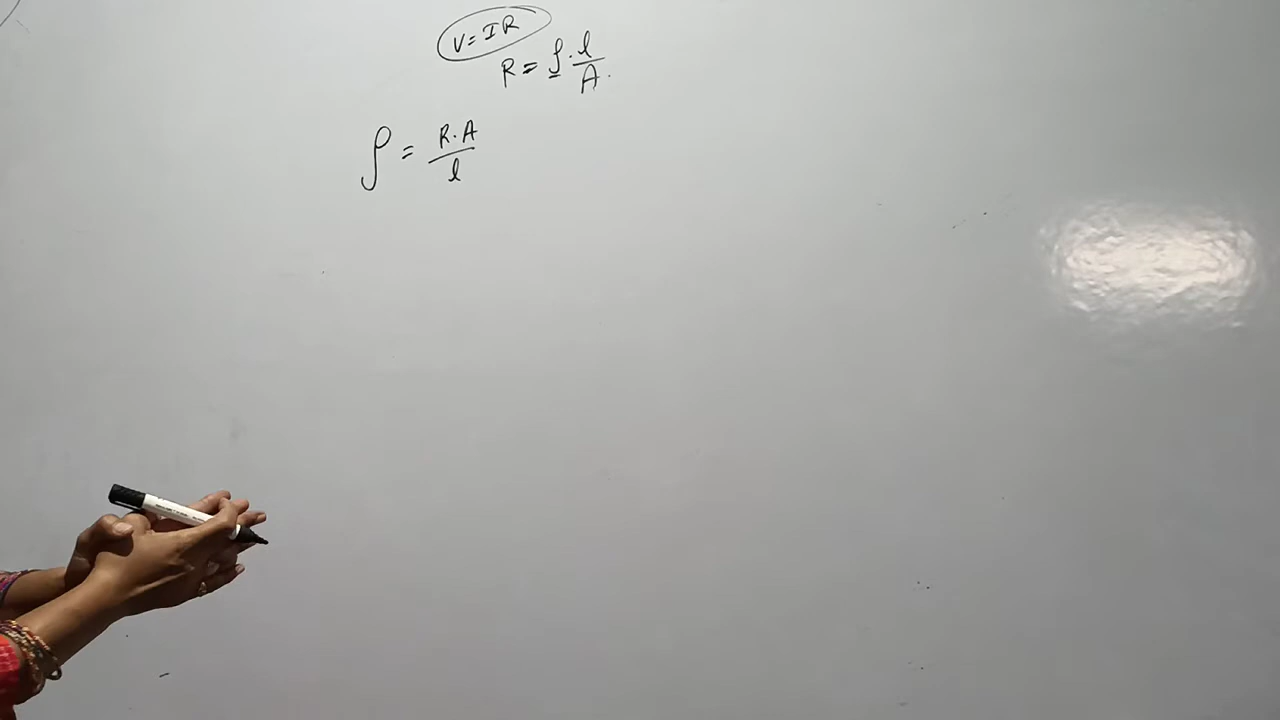 V = IR
R = ρ · l / A
ρ = R · A / l